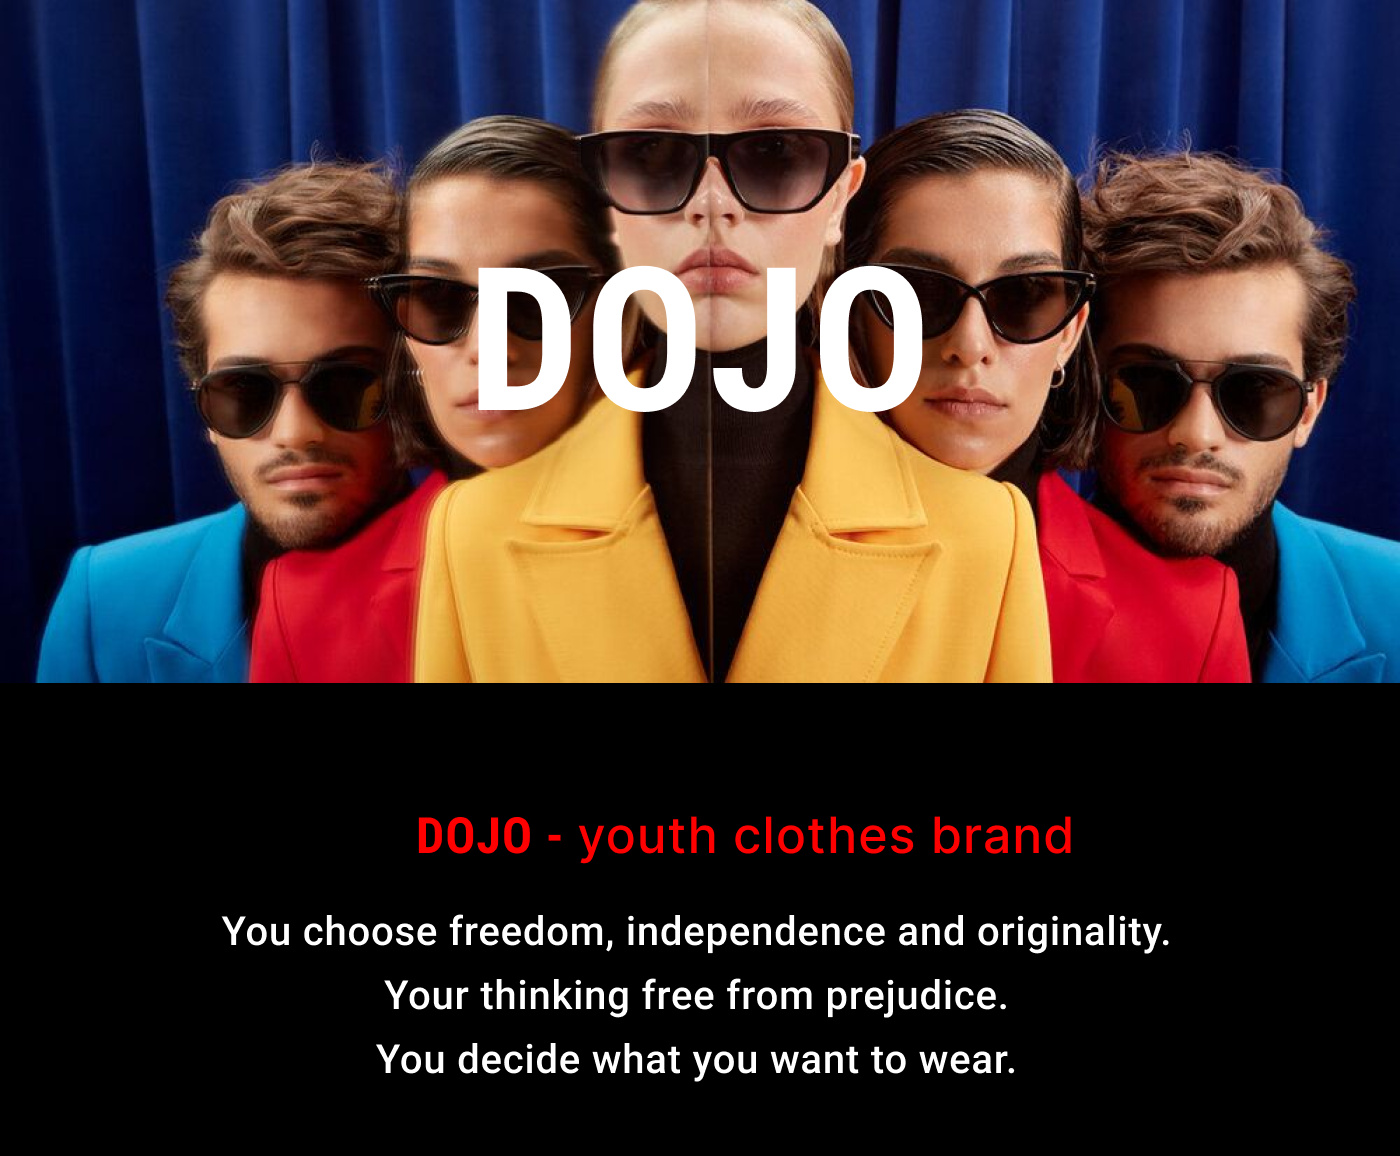 DOJO
DOJO - youth clothes brand
You choose freedom, independence and originality.
Your thinking free from prejudice.
You decide what you want to wear.